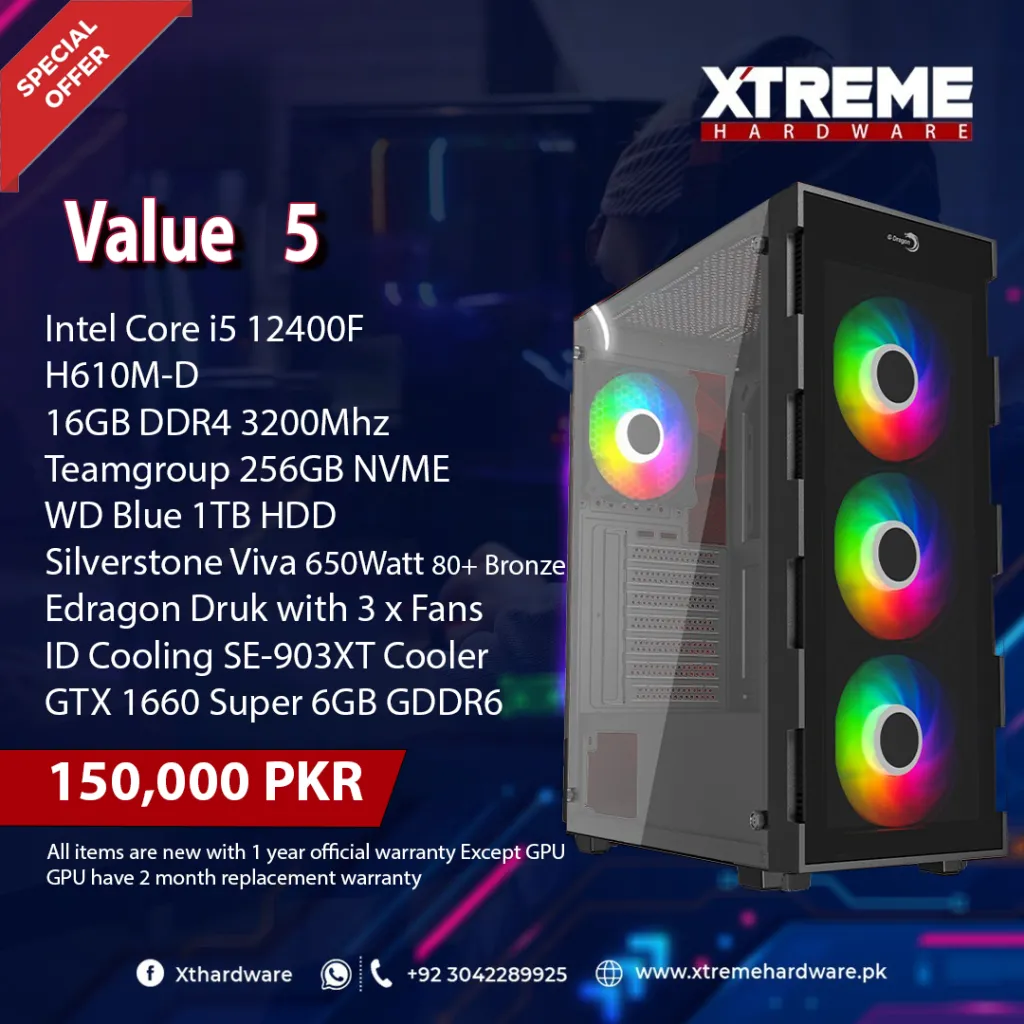 SPECIAL
OFFER
XTREME
HARDWARE
Value 5
Intel Core i5 12400F
H610M-D
16GB DDR4 3200Mhz
Teamgroup 256GB NVME
WD Blue 1TB HDD
Silverstone Viva 650Watt 80+ Bronze
Edragon Druk with 3 x Fans
ID Cooling SE-903XT Cooler
GTX 1660 Super 6GB GDDR6
150,000 PKR
All items are new with 1 year official warranty Except GPU
GPU have 2 month replacement warranty
G Dragon
Xthardware +92 3042289925 www.xtremehardware.pk